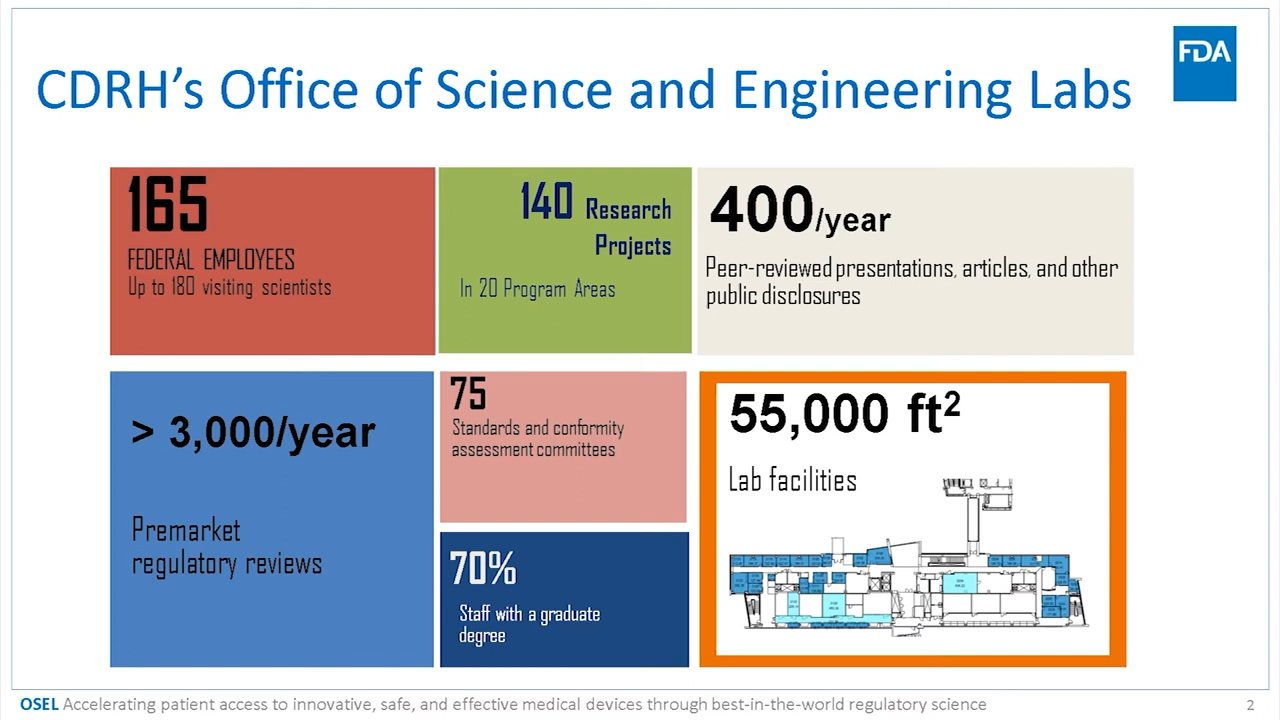 FDA
CDRH's Office of Science and Engineering Labs
165
FEDERAL EMPLOYEES
Up to 180 visiting scientists
140 Research
Projects
In 20 Program Areas
400/year
Peer-reviewed presentations, articles, and other
public disclosures
> 3,000/year
Premarket
regulatory reviews
75
Standards and conformity
assessment committees
70%
Staff with a graduate
degree
55,000 ft²
Lab facilities
OSEL Accelerating patient access to innovative, safe, and effective medical devices through best-in-the-world regulatory science
2